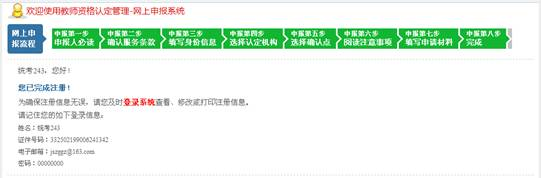 欢迎使用教师资格认定管理-网上申报系统
网上申报流程
申报第一步 申报人必读
申报第二步 确认服务条款
申报第三步 填写身份信息
申报第四步 选择认定机构
申报第五步 选择确认点
申报第六步 阅读注意事项
申报第七步 填写申请材料
申报第八步 完成
统考243，您好！
您已完成注册！
为确保注册信息无误，请您及时登录系统查看、修改或打印注册信息。
请记住您的如下登录信息：
姓名：统考243
证件号码：332502199006241342
电子邮箱：jszggz@163.com
密码：00000000